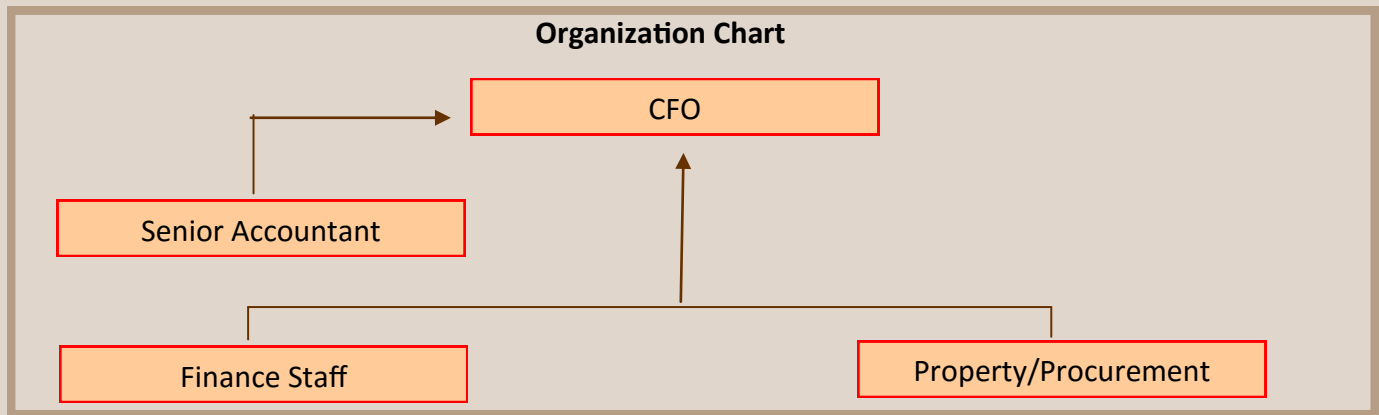 Organization Chart
CFO
Senior Accountant
Finance Staff
Property/Procurement